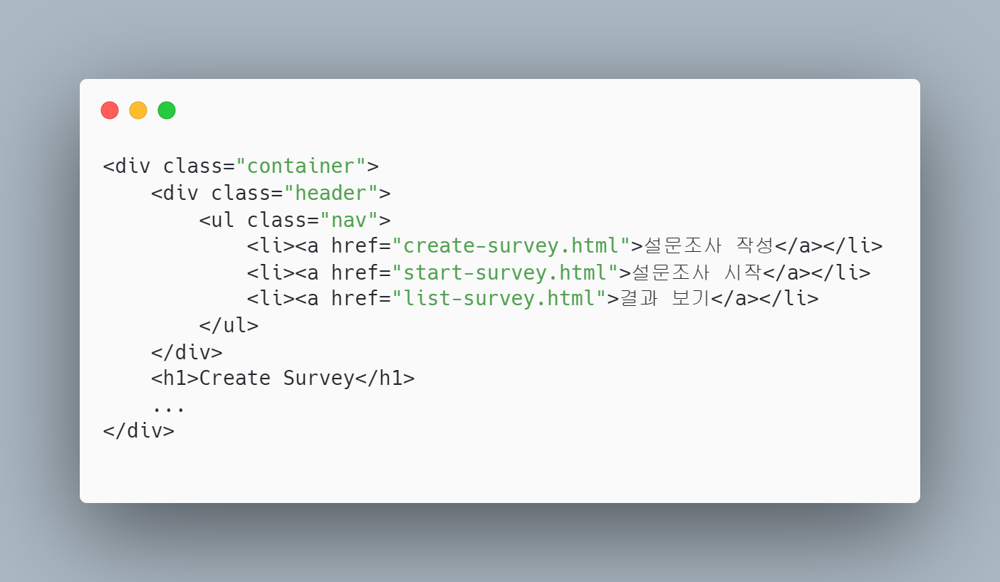 <div class="container">
    <div class="header">
        <ul class="nav">
            <li><a href="create-survey.html">설문조사 작성</a></li>
            <li><a href="start-survey.html">설문조사 시작</a></li>
            <li><a href="list-survey.html">결과 보기</a></li>
        </ul>
    </div>
    <h1>Create Survey</h1>
    ...
</div>